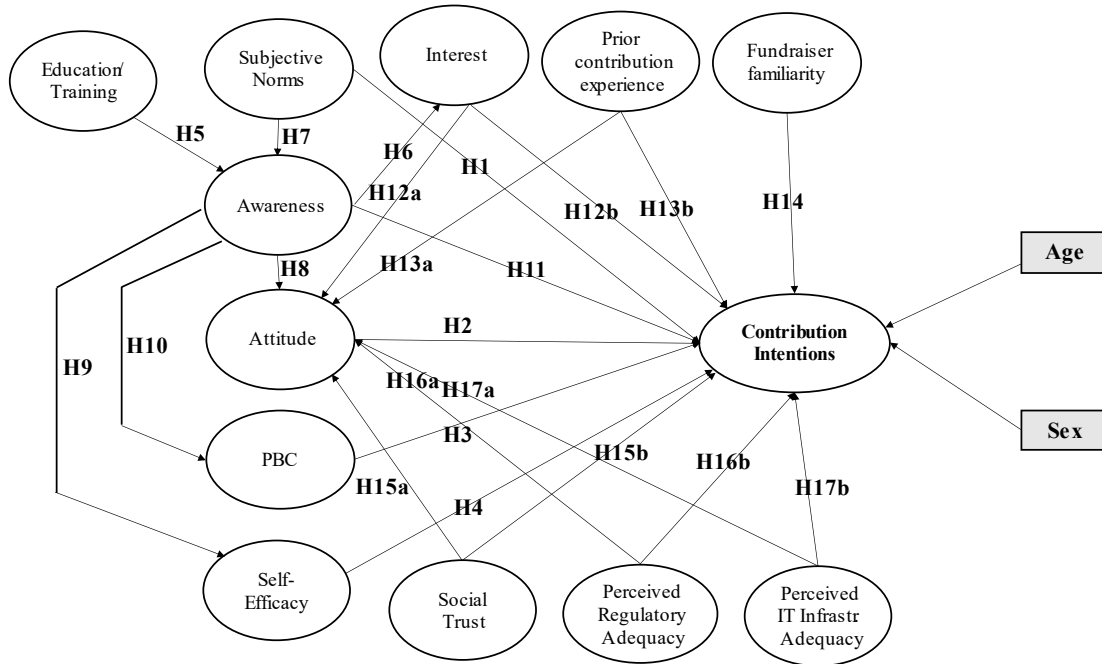 Education/
Training
Subjective
Norms
Interest
Prior
contribution
experience
Fundraiser
familiarity
H5
H7
H6
H1
H12a
H12b
H13b
H14
Awareness
H8
H13a
H11
Age
H9
H10
Attitude
H2
Contribution
Intentions
H16a
H17a
Sex
PBC
H3
H15a
H15b
H16b
H17b
H4
Self-
Efficacy
Social
Trust
Perceived
Regulatory
Adequacy
Perceived
IT Infrastr.
Adequacy